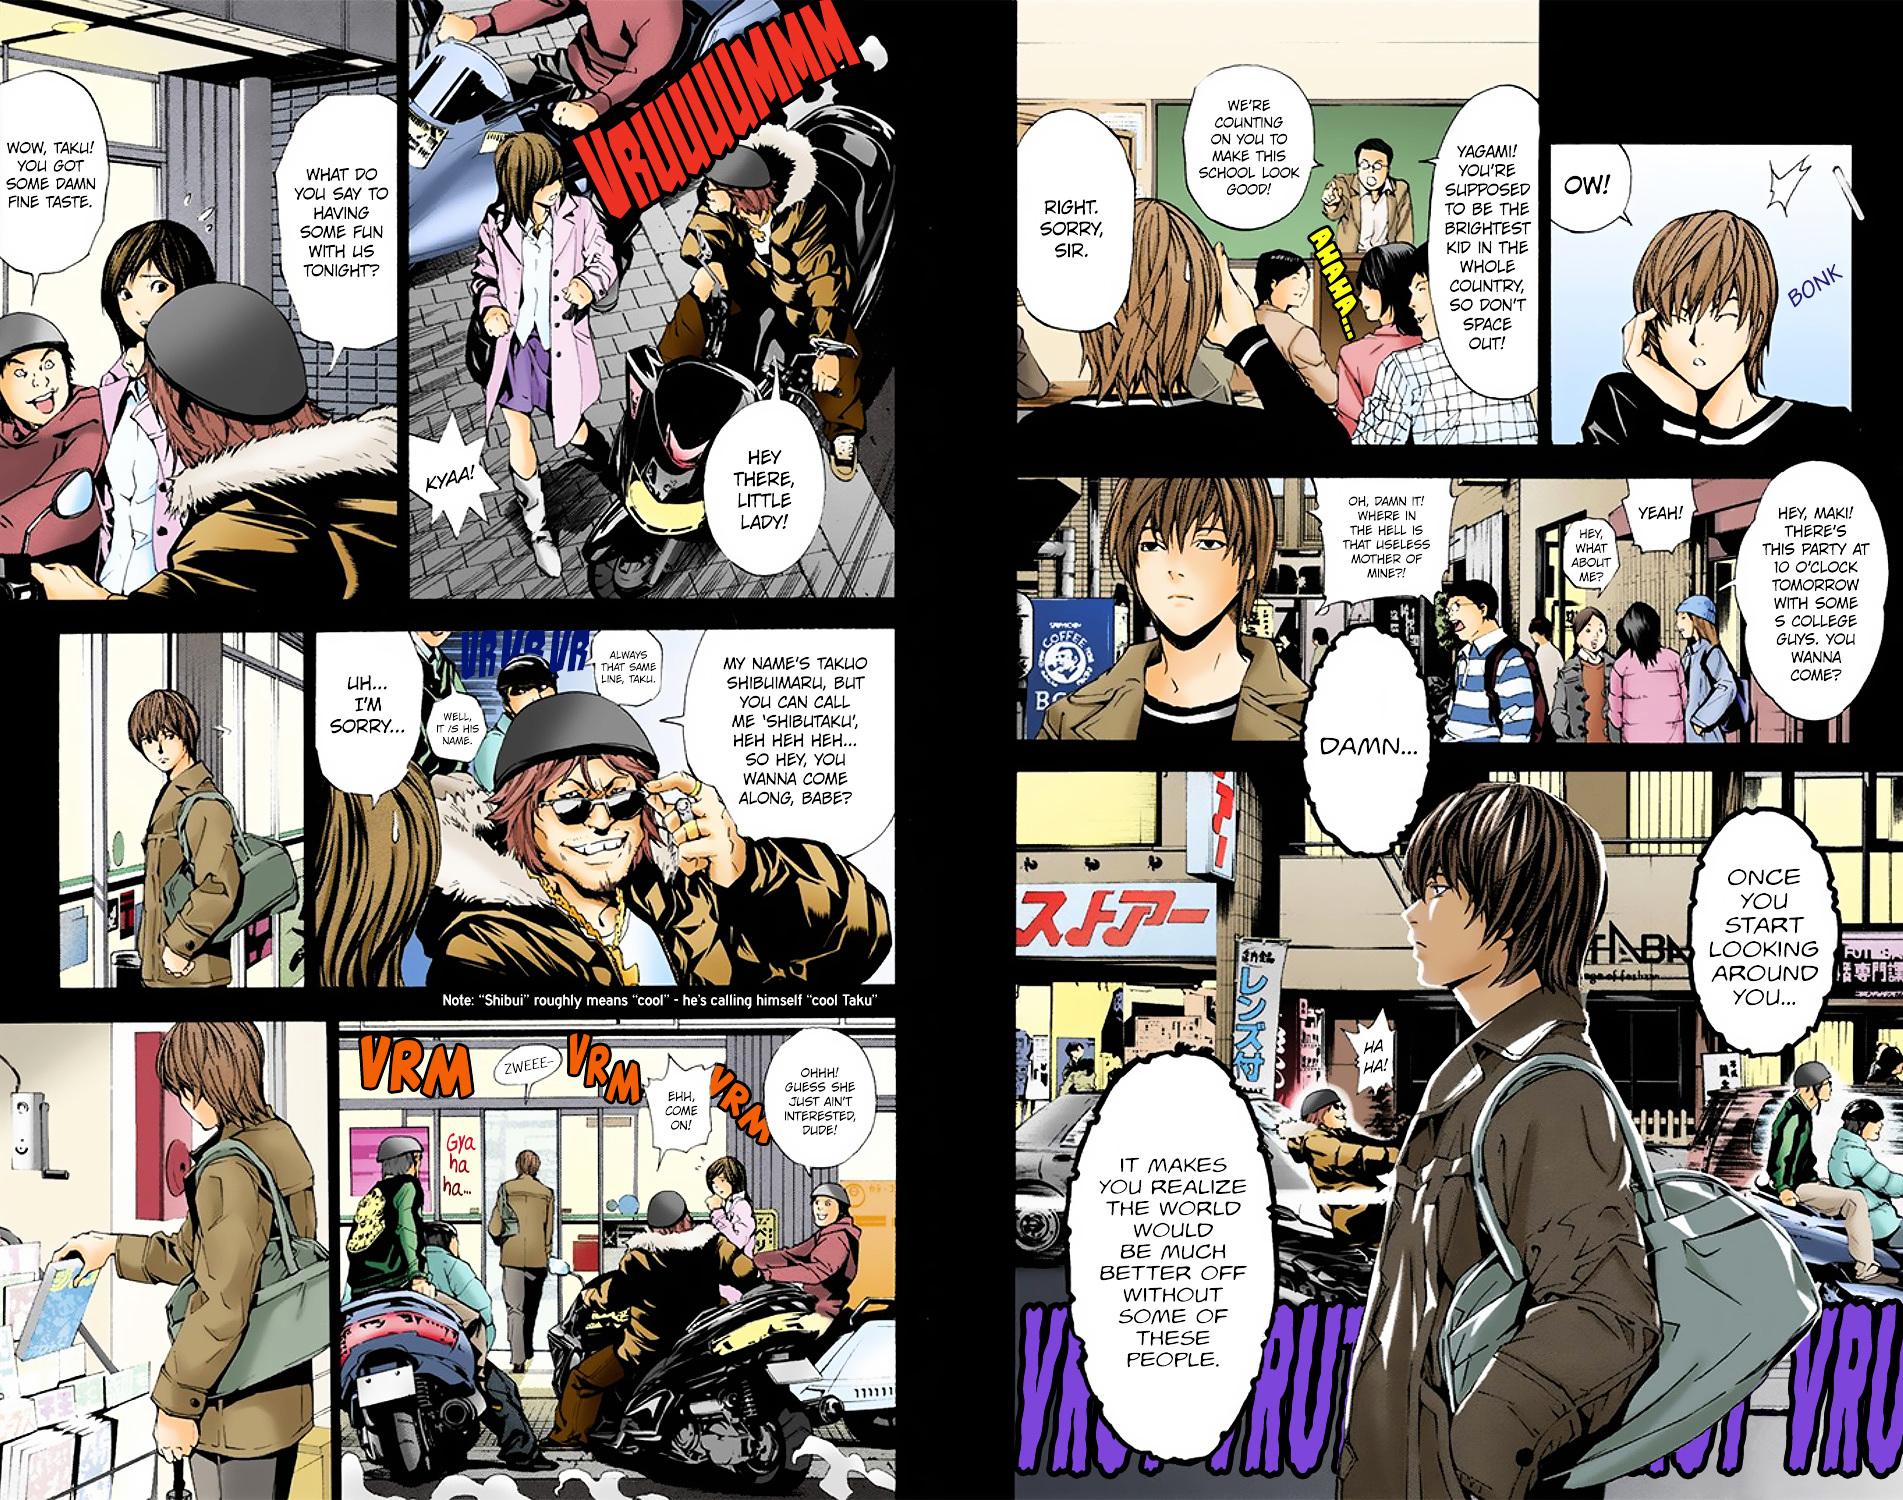 OW!
BONK
YAGAMI!
YOU'RE
SUPPOSED
TO BE THE
BRIGHTEST
KID IN THE
WHOLE
COUNTRY,
SO DON'T
SPACE
OUT!
WE'RE
COUNTING
ON YOU TO
MAKE THIS
SCHOOL LOOK
GOOD!
AHAHA...
RIGHT.
SORRY,
SIR.
HEY, MAKI!
THERE'S
THIS PARTY AT
10 O'CLOCK
TOMORROW
WITH SOME
S COLLEGE
GUYS. YOU
WANNA
COME?
YEAH!
HEY,
WHAT
ABOUT
ME?
OH, DAMN IT!
WHERE IN
THE HELL IS
THAT USELESS
MOTHER OF
MINE?!
COFFEE
DAMN...
ONCE
YOU
START
LOOKING
AROUND
YOU...
ストアー
レンズ付
HA
HA!
IT MAKES
YOU REALIZE
THE WORLD
WOULD
BE MUCH
BETTER OFF
WITHOUT
SOME OF
THESE
PEOPLE.
VRUUUUMMM
HEY
THERE,
LITTLE
LADY!
KYAA!
WHAT DO
YOU SAY TO
HAVING
SOME FUN
WITH US
TONIGHT?
WOW, TAKU!
YOU GOT
SOME DAMN
FINE TASTE.
MY NAME'S TAKUO
SHIBUIMARU, BUT
YOU CAN CALL
ME 'SHIBUTAKU',
HEH HEH HEH...
SO HEY, YOU
WANNA COME
ALONG, BABE?
VR VR VR
ALWAYS
THAT SAME
LINE, TAKU.
WELL,
IT IS HIS
NAME.
UH...
I'M
SORRY...
Note: "Shibui" roughly means "cool" - he's calling himself "cool Taku"
OHHH!
GUESS SHE
JUST AIN'T
INTERESTED,
DUDE!
VRM
EHH,
COME
ON!
VRM
ZWEEE-
VRM
Gya
ha
ha...